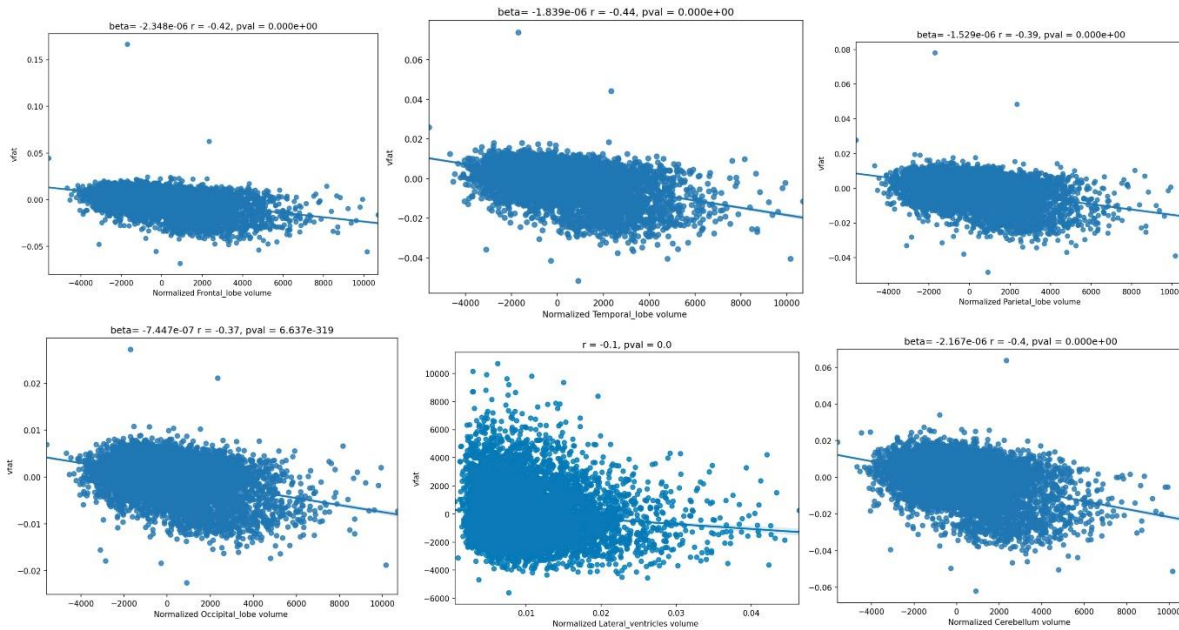 beta= -2.348e-06 r = -0.42, pval = 0.000e+00
0.15
0.10
0.05
0.00
-0.05
vfat
-4000 -2000 0 2000 4000 6000 8000 10000
Normalized Frontal_lobe volume
beta= -1.839e-06 r = -0.44, pval = 0.000e+00
0.08
0.06
0.04
0.02
0.00
-0.02
-0.04
vfat
-4000 -2000 0 2000 4000 6000 8000 10000
Normalized Temporal_lobe volume
beta= -1.529e-06 r = -0.39, pval = 0.000e+00
0.08
0.06
0.04
0.02
0.00
-0.02
-0.04
vfat
-4000 -2000 0 2000 4000 6000 8000 10000
Normalized Parietal_lobe volume
beta= -7.447e-07 r = -0.37, pval = 6.637e-319
0.02
0.01
0.00
-0.01
-0.02
vfat
-4000 -2000 0 2000 4000 6000 8000 10000
Normalized Occipital_lobe volume
r = -0.1, pval = 0.0
10000
8000
6000
4000
2000
0
-2000
-4000
-6000
vfat
0.01 0.02 0.03 0.04
Normalized Lateral_ventricles volume
beta= -2.167e-06 r = -0.4, pval = 0.000e+00
0.06
0.04
0.02
0.00
-0.02
-0.04
-0.06
vfat
-4000 -2000 0 2000 4000 6000 8000 10000
Normalized Cerebellum volume